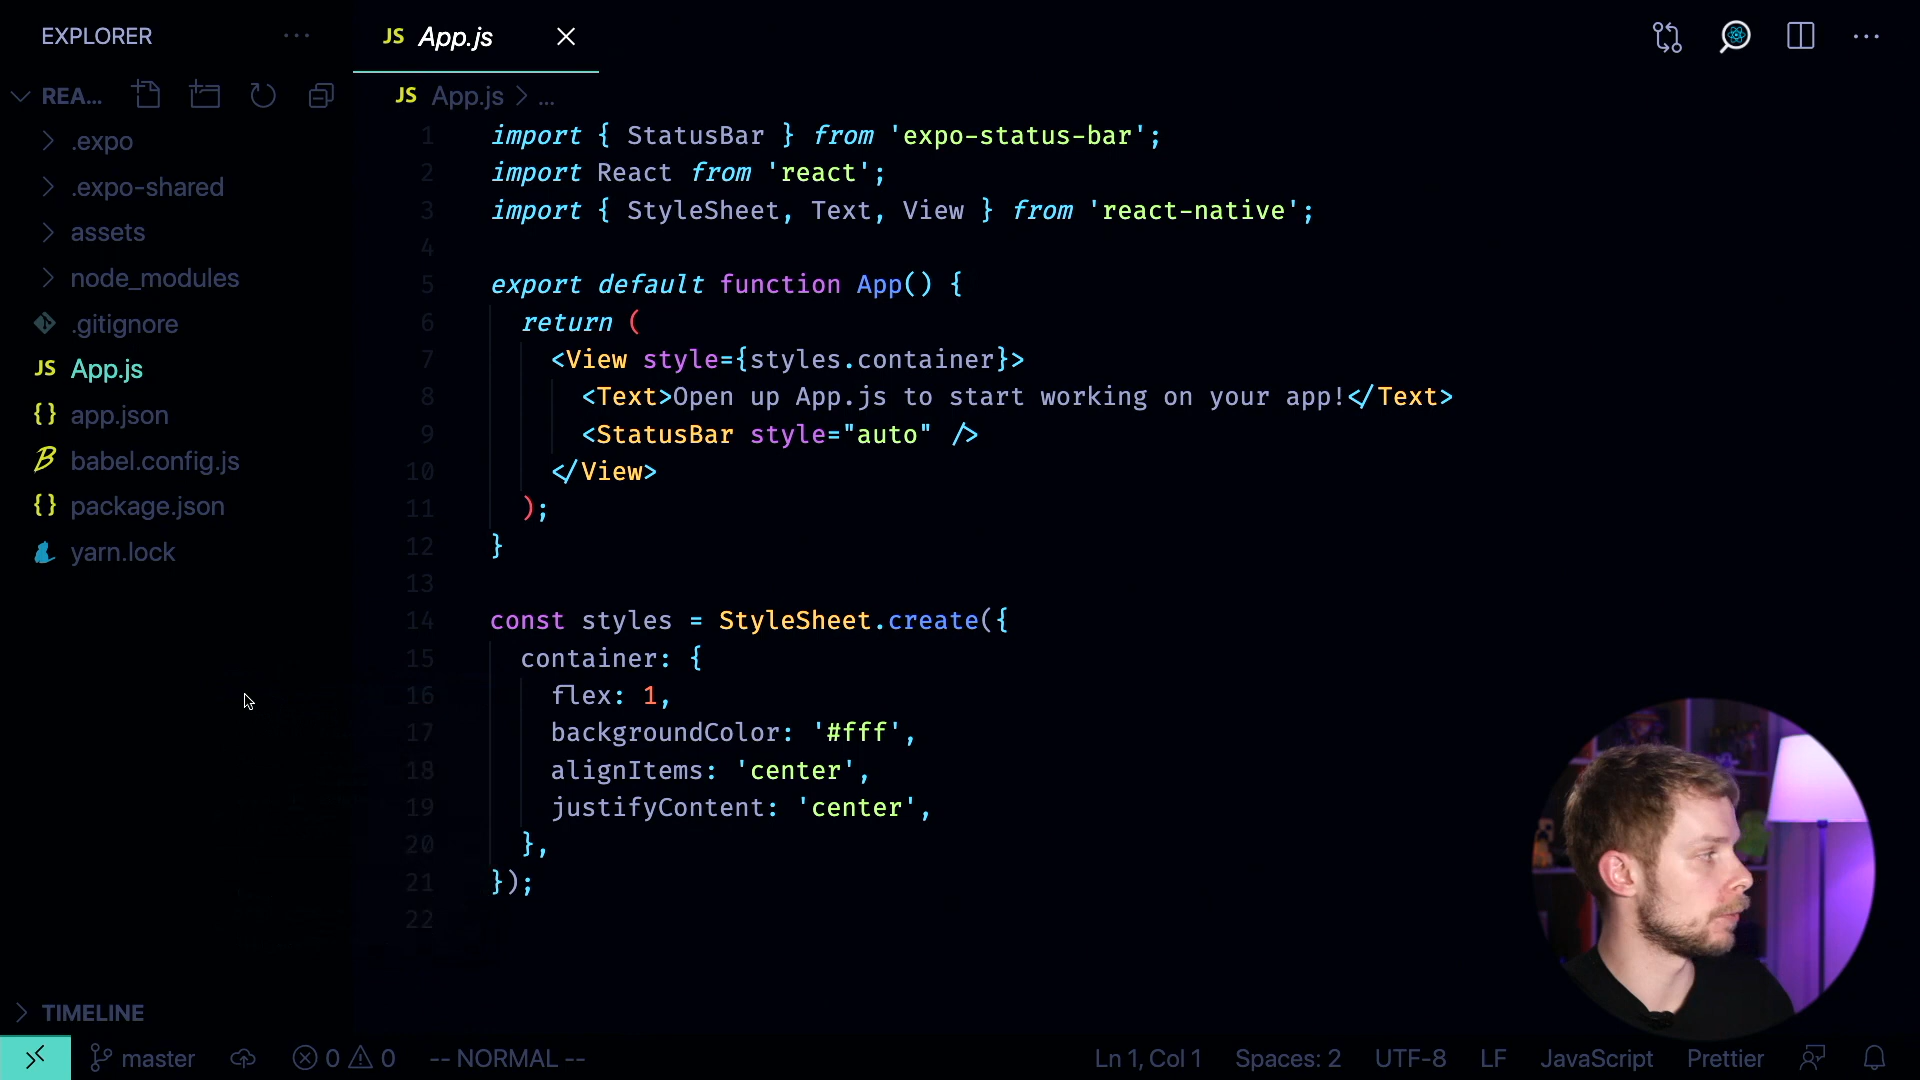 EXPLORER
REA...
.expo
.expo-shared
assets
node_modules
.gitignore
JS App.js
{} app.json
babel.config.js
{} package.json
yarn.lock
TIMELINE
JS App.js
JS App.js > ...
1 import { StatusBar } from 'expo-status-bar';
2 import React from 'react';
3 import { StyleSheet, Text, View } from 'react-native';
4
5 export default function App() {
6 return (
7 <View style={styles.container}>
8 <Text>Open up App.js to start working on your app!</Text>
9 <StatusBar style="auto" />
10 </View>
11 );
12 }
13
14 const styles = StyleSheet.create({
15 container: {
16 flex: 1,
17 backgroundColor: '#fff',
18 alignItems: 'center',
19 justifyContent: 'center',
20 },
21 });
22
master 0 0 -- NORMAL -- Ln 1, Col 1 Spaces: 2 UTF-8 LF JavaScript Prettier